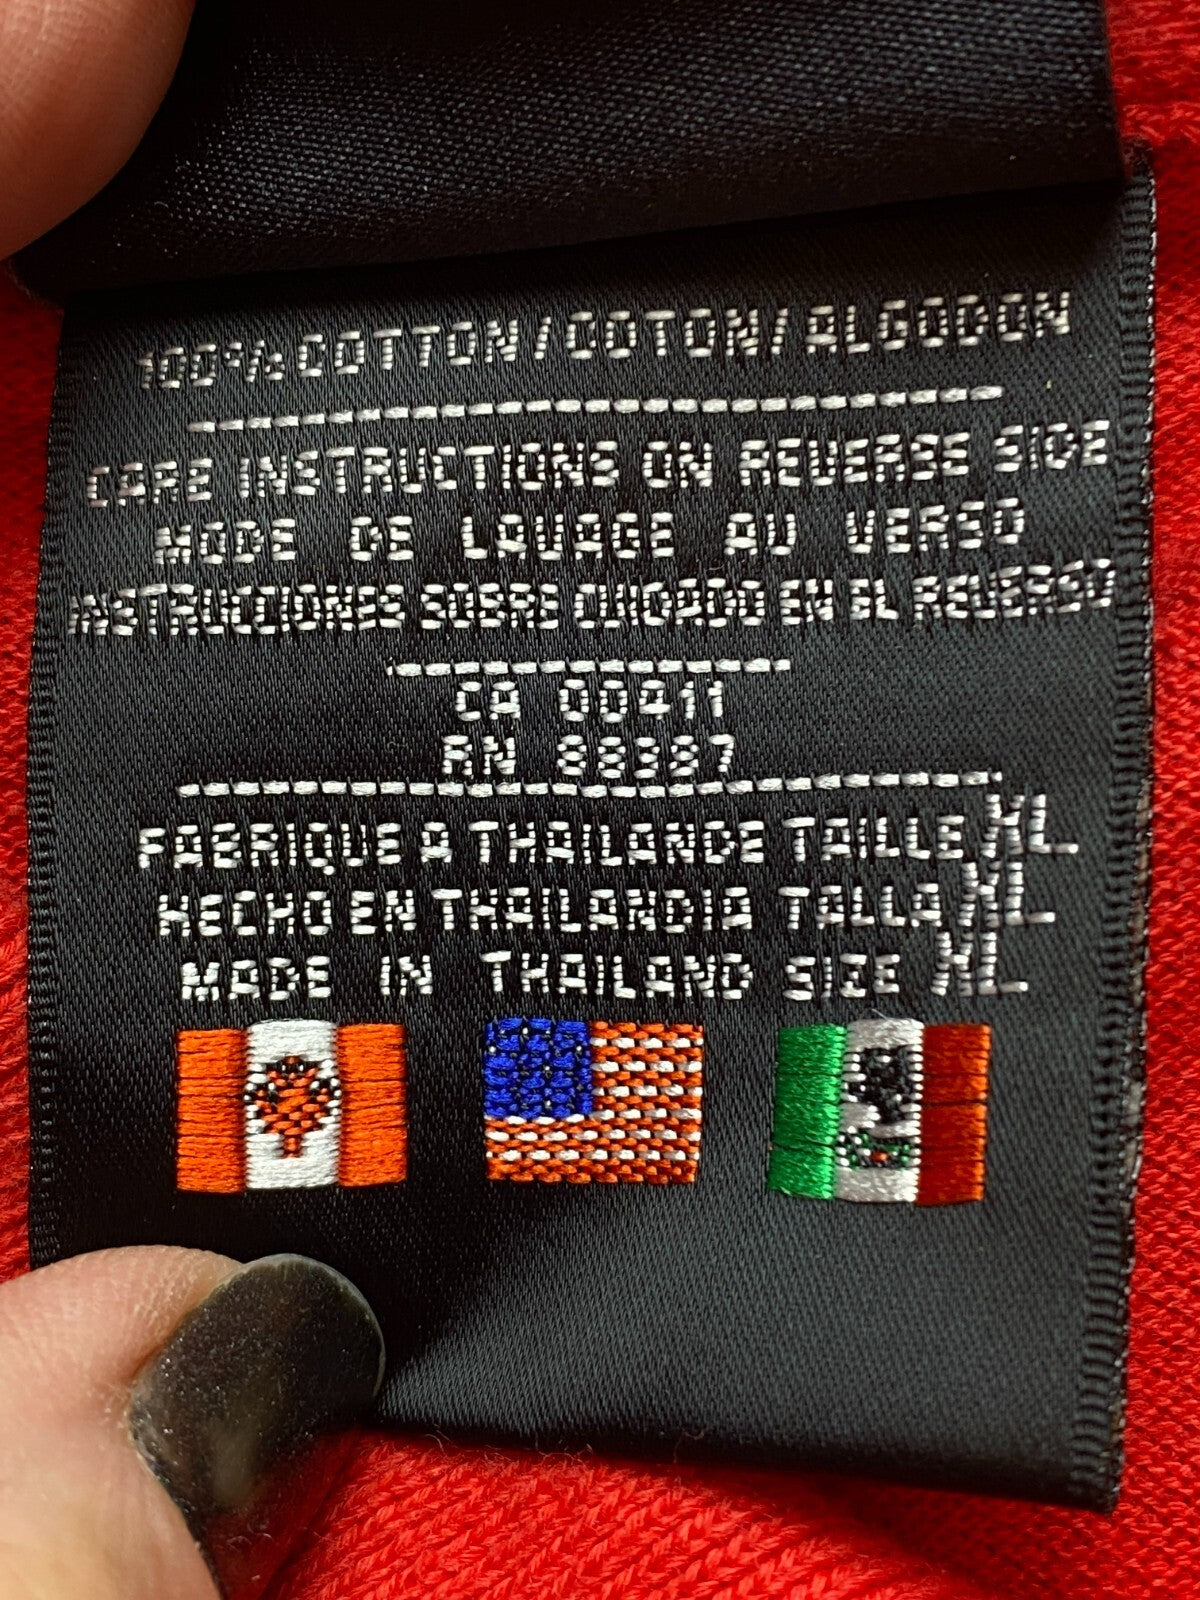 100% COTTON/COTON/ALGODON
CARE INSTRUCTIONS ON REVERSE SIDE
MODE DE LAVAGE AU VERSO
INSTRUCCIONES SOBRE CUIDADO EN EL REVERSO
CA 00411
RN 88387
FABRIQUE A THAILANDE TAILLE XL
HECHO EN THAILANDIA TALLA XL
MADE IN THAILAND SIZE XL